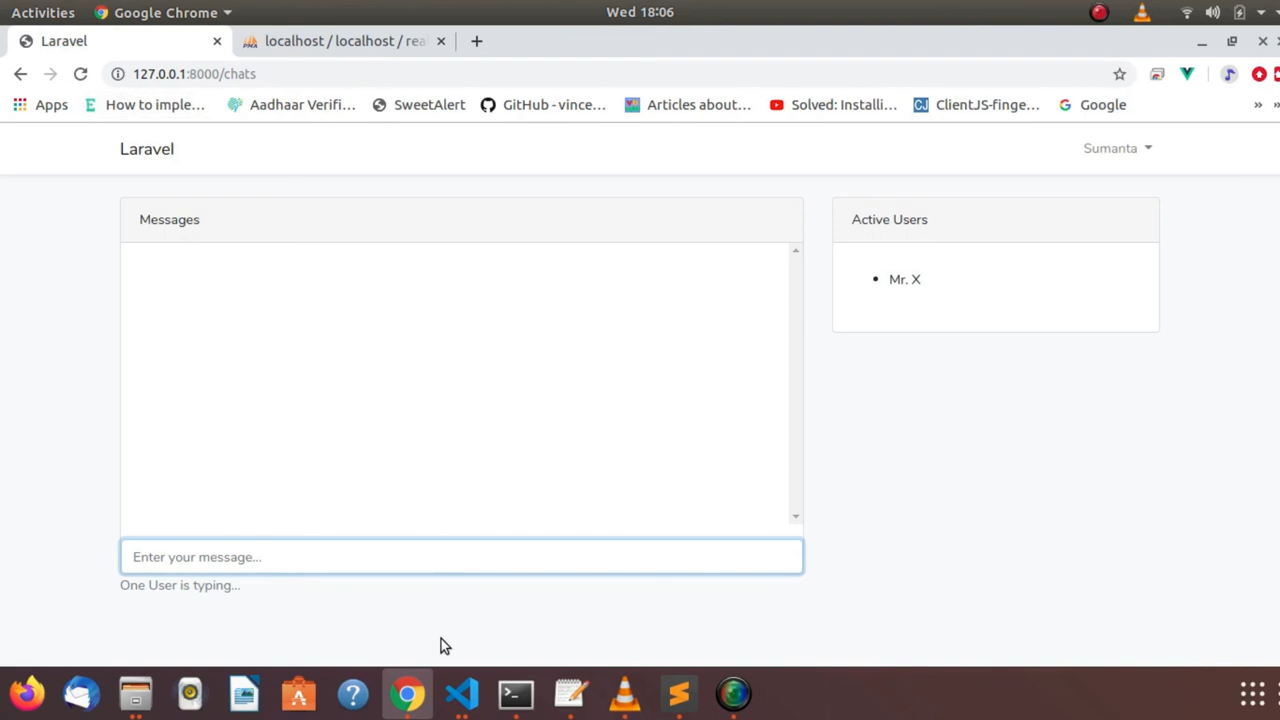 Activities Google Chrome Wed 18:06
Laravel localhost / localhost / rea
127.0.0.1:8000/chats
Apps How to imple... Aadhaar Verifi... SweetAlert GitHub - vince... Articles about... Solved: Installi... CJ ClientJS-finge... Google » »
Laravel Sumanta
Messages Active Users
Mr. X
Enter your message...
One User is typing...